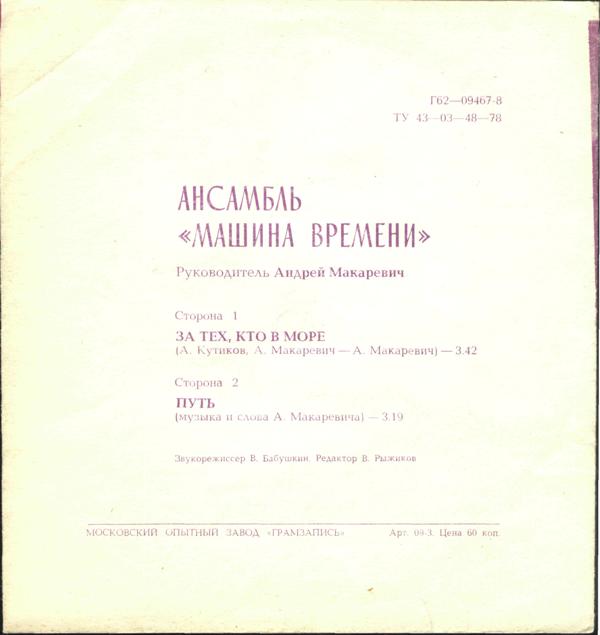 Г62—09467-8
ТУ 43—03—48—78
АНСАМБЛЬ
«МАШИНА ВРЕМЕНИ»
Руководитель Андрей Макаревич
Сторона 1
ЗА ТЕХ, КТО В МОРЕ
(А. Кутиков, А. Макаревич — А. Макаревич) — 3.42
Сторона 2
ПУТЬ
(музыка и слова А. Макаревича) — 3.19
Звукорежиссер В. Бабушкин. Редактор В. Рыжиков
МОСКОВСКИЙ ОПЫТНЫЙ ЗАВОД «ГРАМЗАПИСЬ» Арт. 09-3. Цена 60 коп.